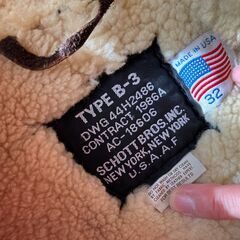 TYPE B-3
DWG. 44H2486
CONTRACT 1986A
AC - 18606
SCHOTT BROS. INC.
NEW YORK, NEW YORK
U.S.A.A.F
MADE IN USA
32